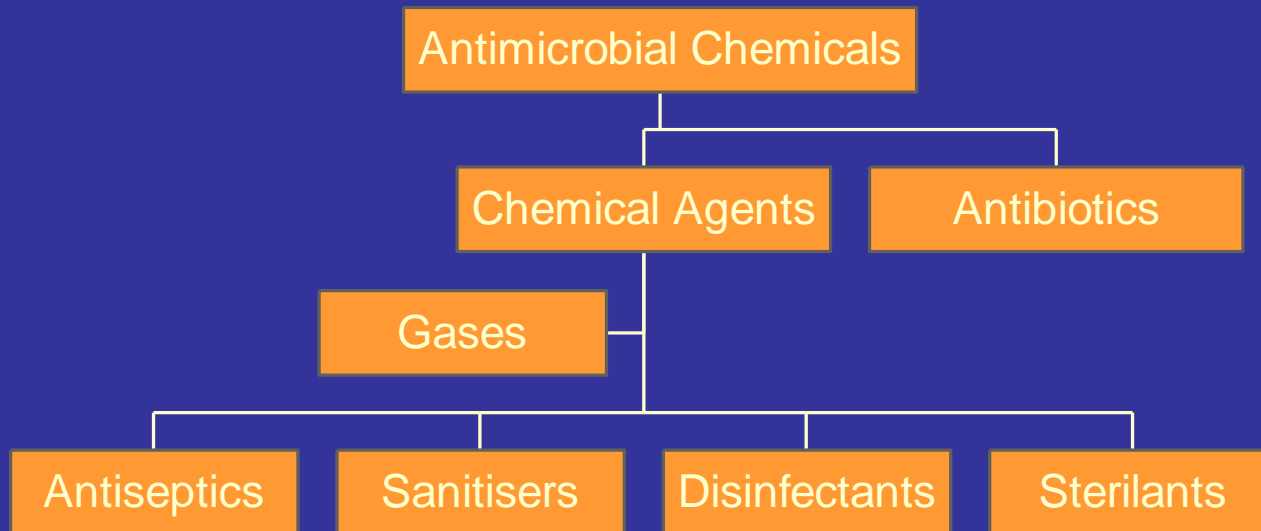 Antimicrobial Chemicals
Chemical Agents
Antibiotics
Gases
Antiseptics
Sanitisers
Disinfectants
Sterilants